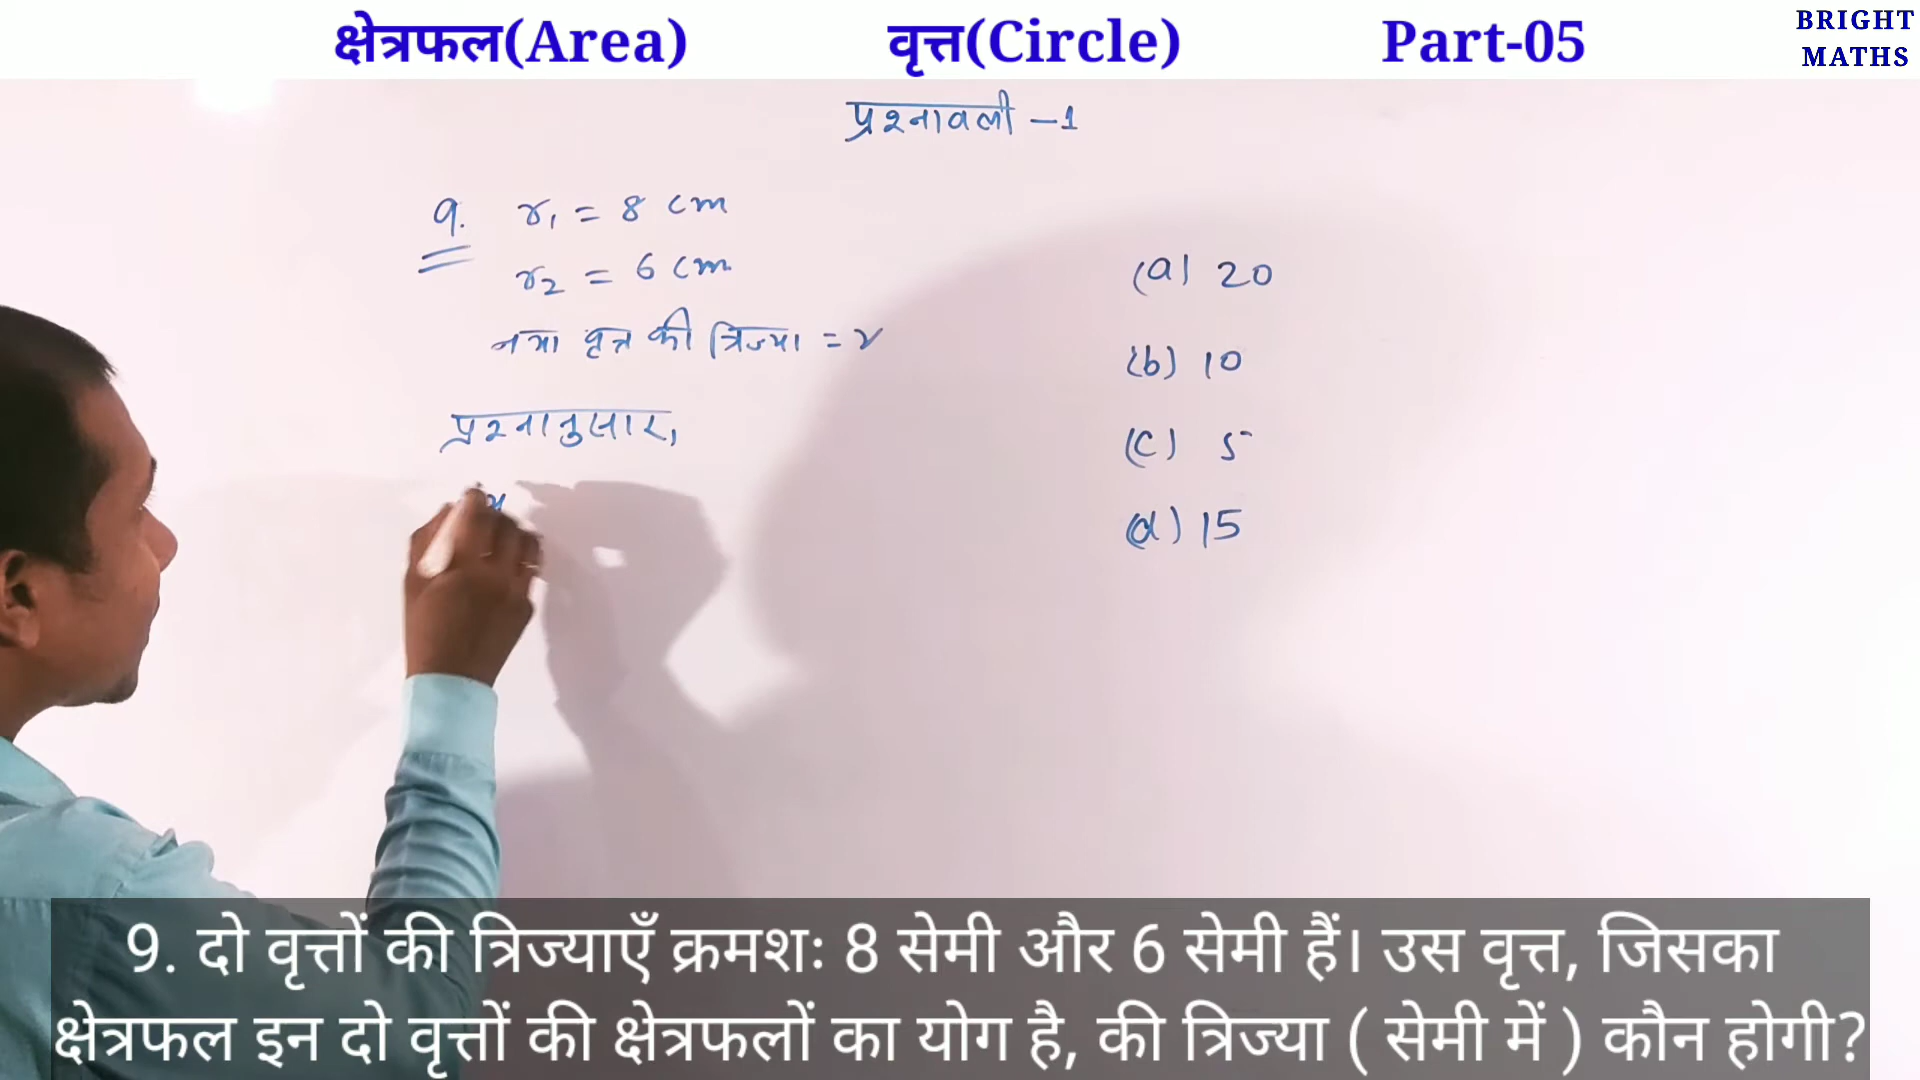 क्षेत्रफल(Area) वृत्त(Circle) Part-05
BRIGHT
MATHS
प्रश्नावली -1
9. r₁ = 8 cm
r₂ = 6 cm
नया वृत्त की त्रिज्या = r
प्रश्नानुसार,
(a) 20
(b) 10
(c) 5
(d) 15
9. दो वृत्तों की त्रिज्याएँ क्रमशः 8 सेमी और 6 सेमी हैं। उस वृत्त, जिसका
क्षेत्रफल इन दो वृत्तों की क्षेत्रफलों का योग है, की त्रिज्या ( सेमी में ) कौन होगी?